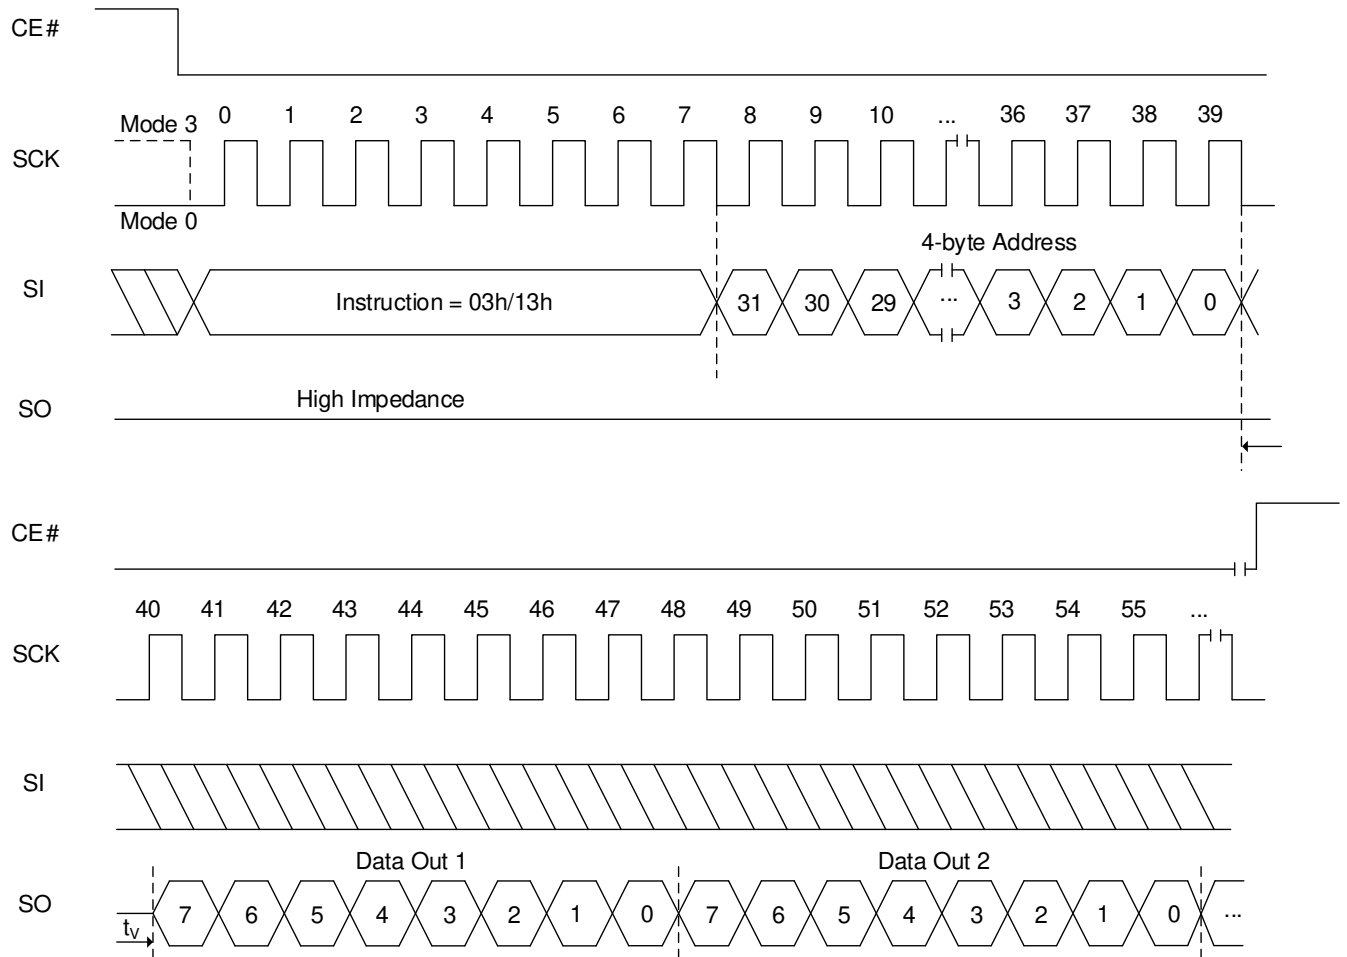 CE#
0 1 2 3 4 5 6 7 8 9 10 ... 36 37 38 39
Mode 3
SCK
Mode 0
4-byte Address
SI
Instruction = 03h/13h 31 30 29 ... 3 2 1 0
High Impedance
SO
CE#
40 41 42 43 44 45 46 47 48 49 50 51 52 53 54 55 ...
SCK
SI
Data Out 1 Data Out 2
SO
7 6 5 4 3 2 1 0 7 6 5 4 3 2 1 0 ...
tV